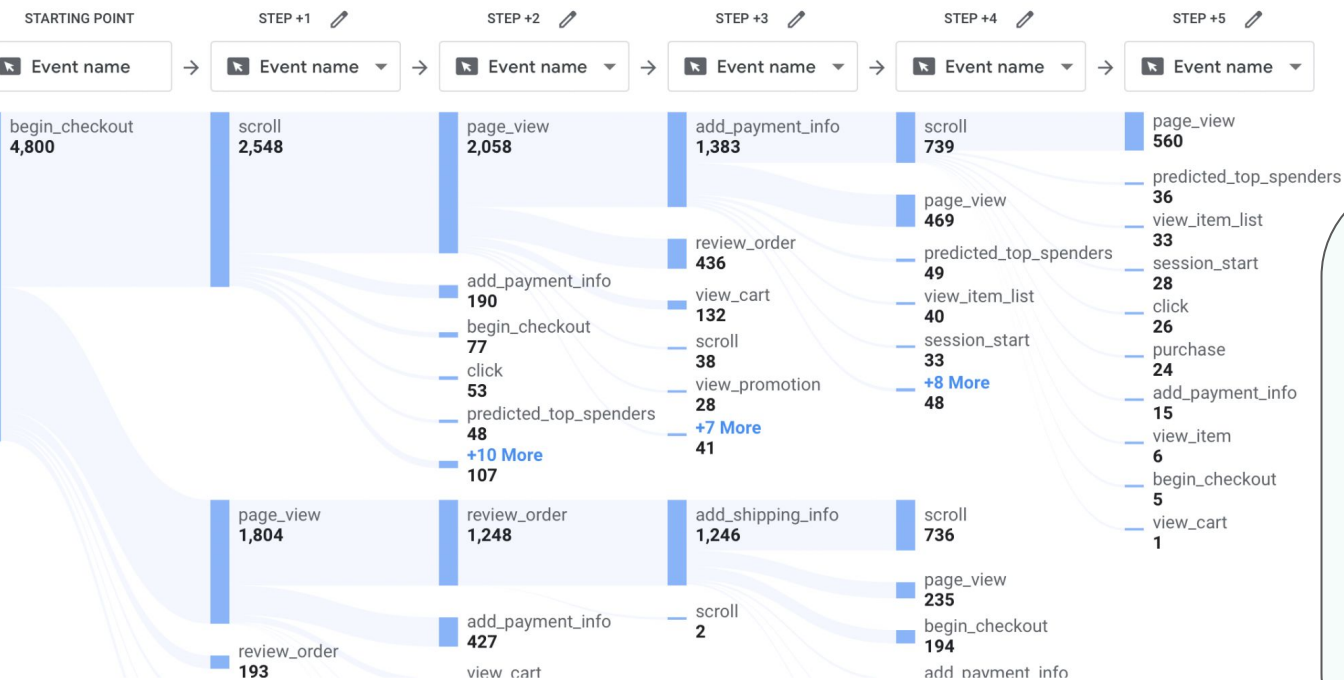 STARTING POINT
STEP +1
STEP +2
STEP +3
STEP +4
STEP +5
Event name
Event name
Event name
Event name
Event name
Event name
begin_checkout
4,800
scroll
2,548
page_view
1,804
review_order
193
page_view
2,058
add_payment_info
190
begin_checkout
77
click
53
predicted_top_spenders
48
+10 More
107
review_order
1,248
add_payment_info
427
view_cart
add_payment_info
1,383
review_order
436
view_cart
132
scroll
38
view_promotion
28
+7 More
41
add_shipping_info
1,246
scroll
2
scroll
739
page_view
469
predicted_top_spenders
49
view_item_list
40
session_start
33
+8 More
48
scroll
736
page_view
235
begin_checkout
194
add_payment_info
page_view
560
predicted_top_spenders
36
view_item_list
33
session_start
28
click
26
purchase
24
add_payment_info
15
view_item
6
begin_checkout
5
view_cart
1